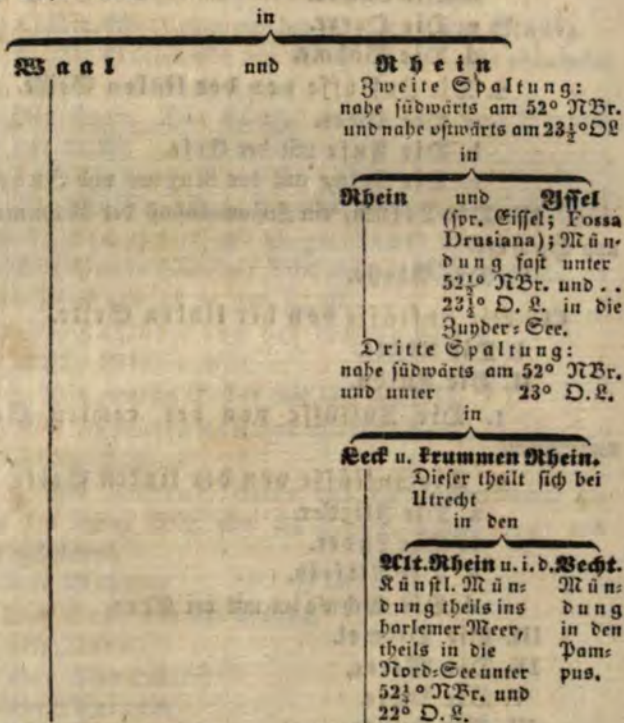 in
Waal und Rhein
Zweite Spaltung:
nahe südwärts am 52° NBr.
und nahe ostwärts am 23½° OL
in
Rhein und Yssel
(spr. Eissel; Fossa
Drusiana); Mün-
dung fast unter
52½° NBr. und . .
23½° O. L. in die
Zuyder-See.
Dritte Spaltung:
nahe südwärts am 52° NBr.
und unter 23° O. L.
in
Leck u. krummen Rhein.
Dieser theilt sich bei
Utrecht
in den
Alt. Rhein u. i. d. Vecht.
Künstl. Mün- Mün-
dung theils ins dung
harlemer Meer, in den
theils in die Pam-
Nord-See unter pus.
52½° NBr. und
22° O. L.